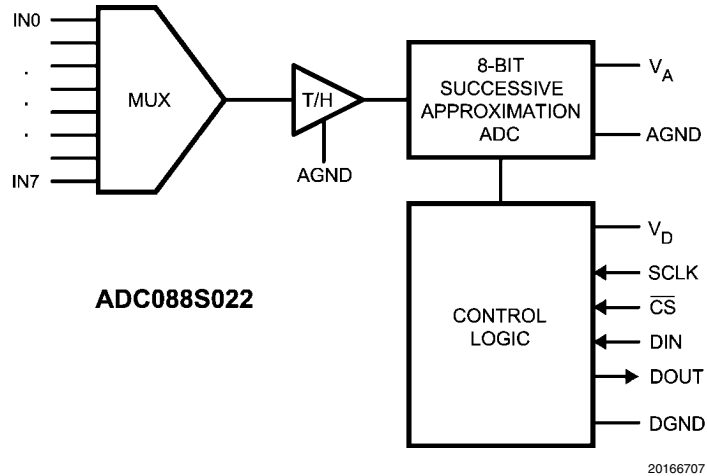 IN0
.
.
.
IN7
MUX
T/H
AGND
8-BIT
SUCCESSIVE
APPROXIMATION
ADC
VA
AGND
ADC088S022
CONTROL
LOGIC
VD
SCLK
CS
DIN
DOUT
DGND
20166707